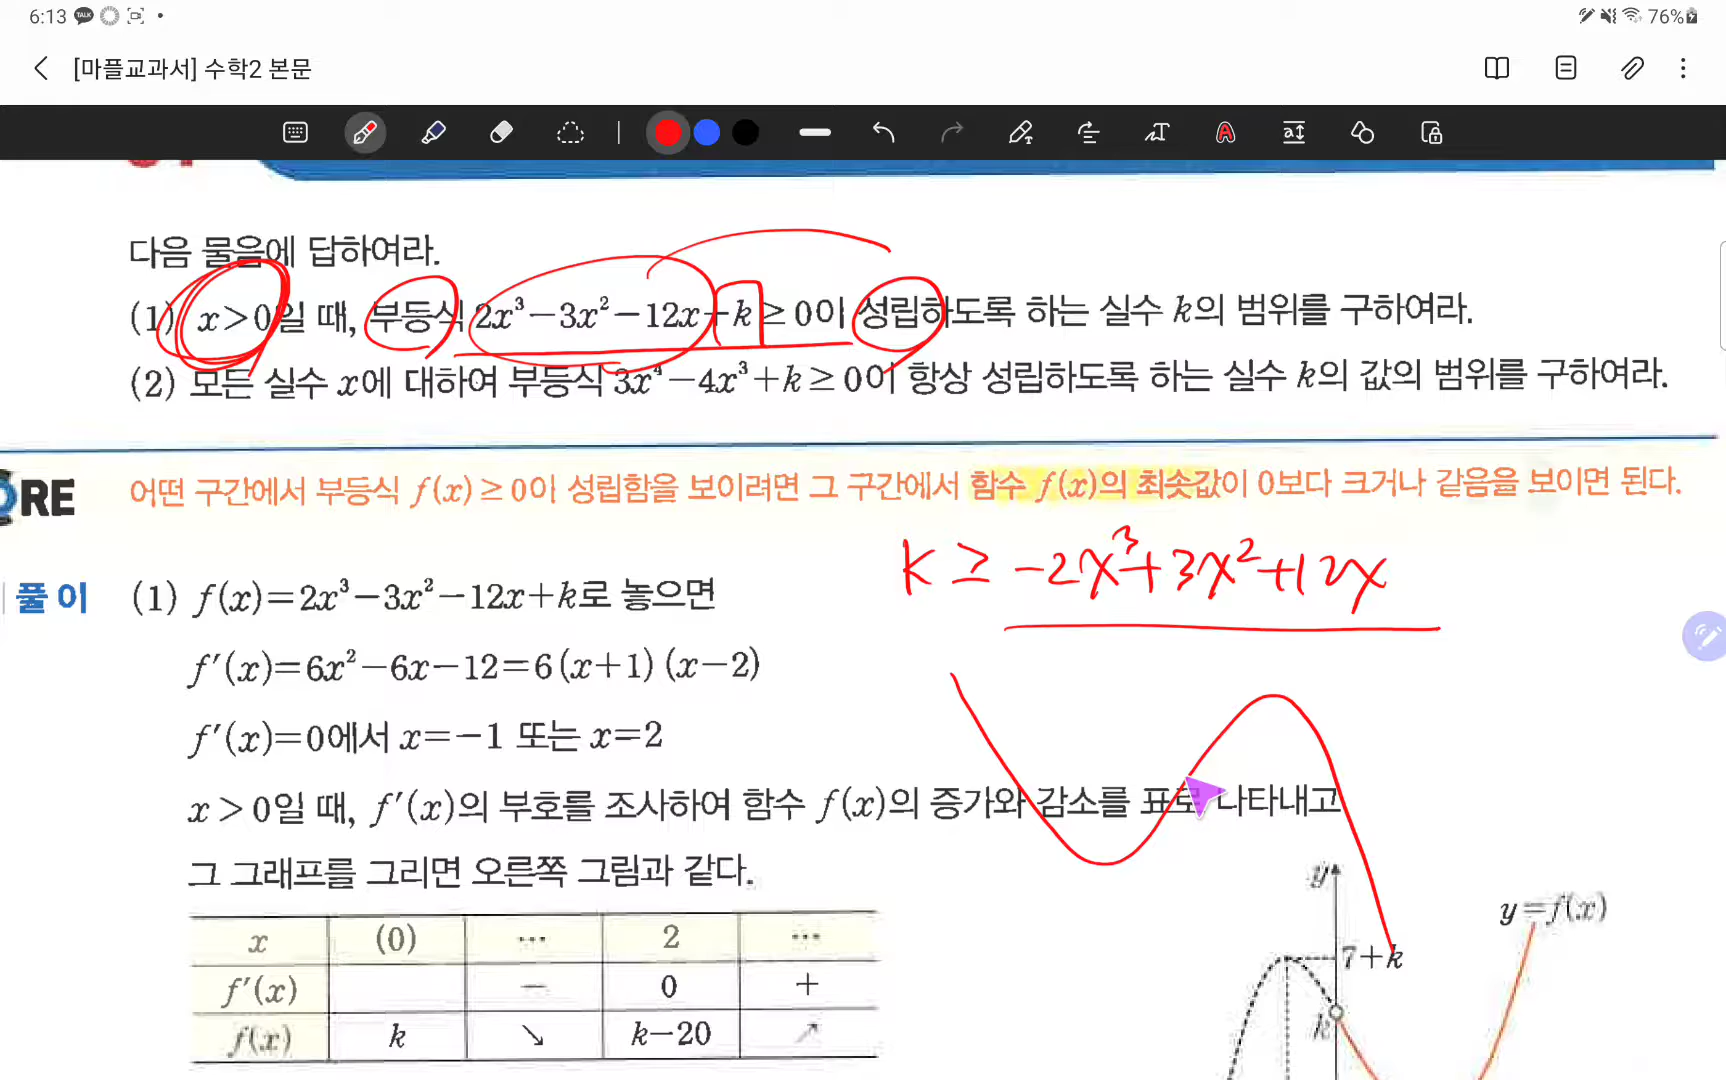 6:13 TALK 76%
[마플교과서] 수학2 본문
다음 물음에 답하여라.
(1) x>0일 때, 부등식 2x³-3x²-12x+k≥0이 성립하도록 하는 실수 k의 범위를 구하여라.
(2) 모든 실수 x에 대하여 부등식 3x⁴-4x³+k≥0이 항상 성립하도록 하는 실수 k의 값의 범위를 구하여라.
RE 어떤 구간에서 부등식 f(x)≥0이 성립함을 보이려면 그 구간에서 함수 f(x)의 최솟값이 0보다 크거나 같음을 보이면 된다.
k ≥ -2x³+3x²+12x
풀이 (1) f(x)=2x³-3x²-12x+k로 놓으면
f'(x)=6x²-6x-12=6(x+1)(x-2)
f'(x)=0에서 x=-1 또는 x=2
x>0일 때, f'(x)의 부호를 조사하여 함수 f(x)의 증가와 감소를 표로 나타내고
그 그래프를 그리면 오른쪽 그림과 같다.
x (0) ⋯ 2 ⋯
f'(x) - 0 +
f(x) k ↘ k-20 ↗
y
y=f(x)
7+k
k